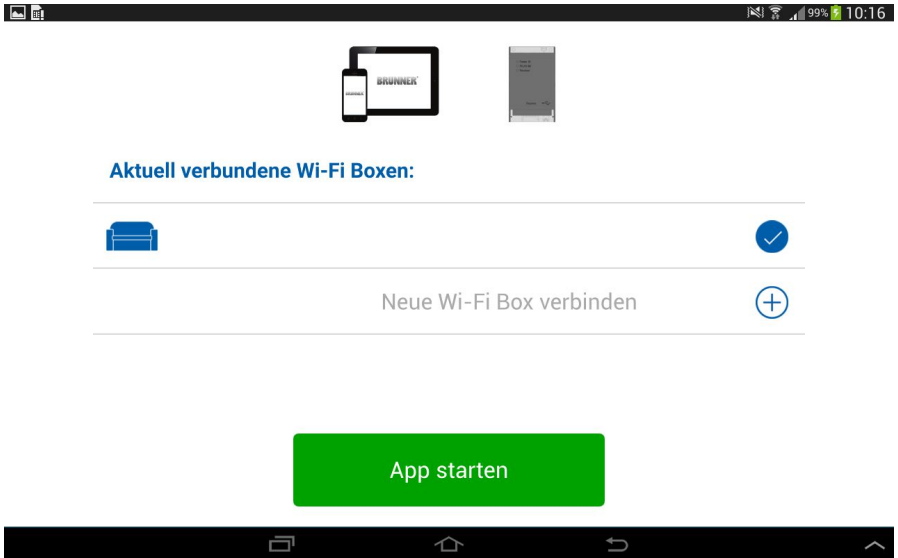 99% 10:16
BRUNNER
BRUNNER
Aktuell verbundene Wi-Fi Boxen:
Neue Wi-Fi Box verbinden
App starten